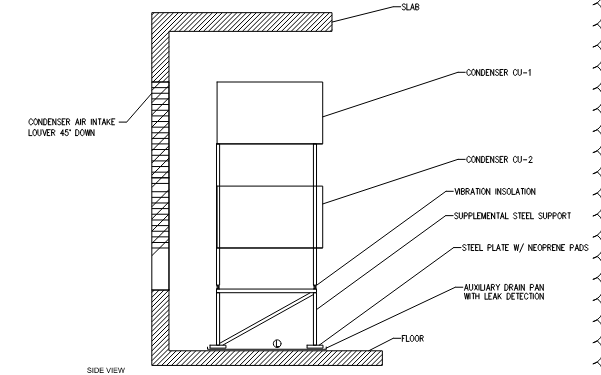 SLAB
CONDENSER CU-1
CONDENSER AIR INTAKE
LOUVER 45° DOWN
CONDENSER CU-2
VIBRATION INSOLATION
SUPPLEMENTAL STEEL SUPPORT
STEEL PLATE W/ NEOPRENE PADS
AUXILIARY DRAIN PAN
WITH LEAK DETECTION
L
FLOOR
SIDE VIEW